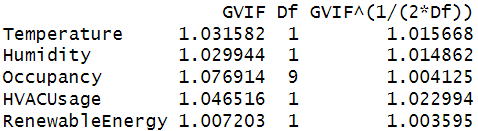 GVIF Df GVIF^(1/(2*Df))
Temperature 1.031582 1 1.015668
Humidity 1.029944 1 1.014862
Occupancy 1.076914 9 1.004125
HVACUsage 1.046516 1 1.022994
RenewableEnergy 1.007203 1 1.003595